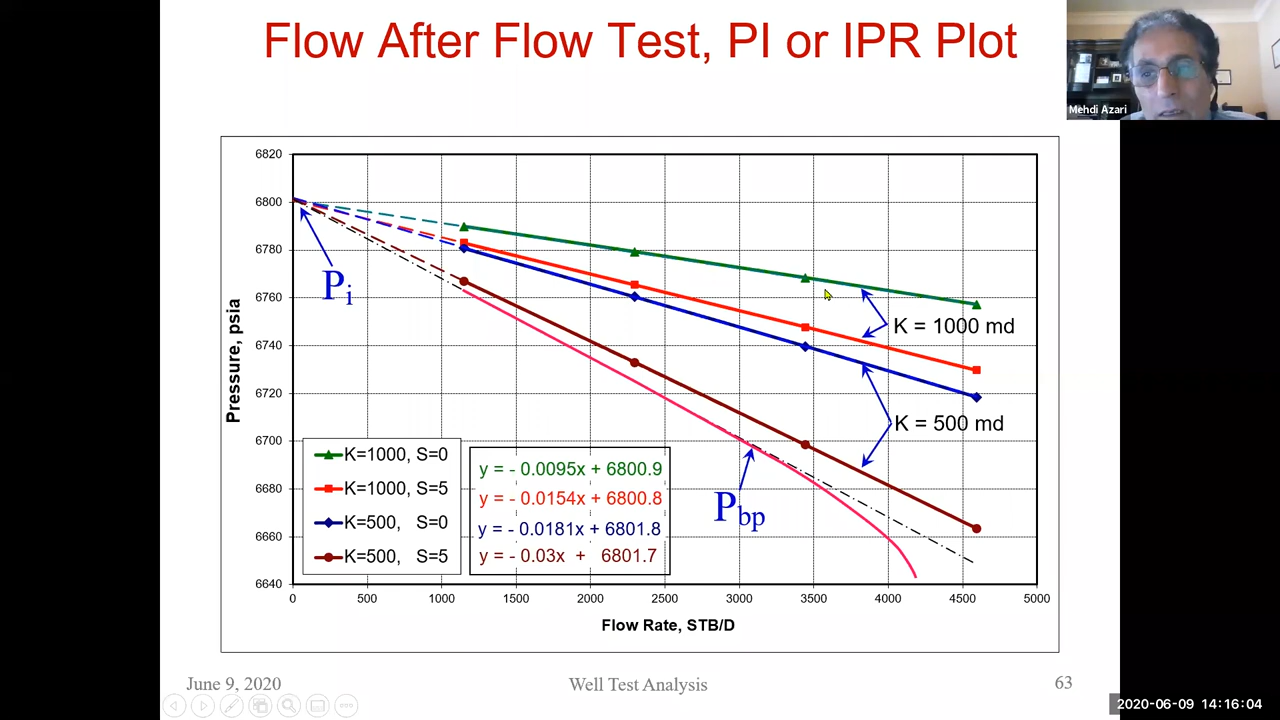 Flow After Flow Test, PI or IPR Plot
Mehdi Azari
6820
6800
6780
6760
6740
6720
6700
6680
6660
6640
Pressure, psia
Pi
K = 1000 md
K = 500 md
Pbp
K=1000, S=0
K=1000, S=5
K=500, S=0
K=500, S=5
y = - 0.0095x + 6800.9
y = - 0.0154x + 6800.8
y = - 0.0181x + 6801.8
y = - 0.03x + 6801.7
0 500 1000 1500 2000 2500 3000 3500 4000 4500 5000
Flow Rate, STB/D
June 9, 2020
Well Test Analysis
63
2020-06-09 14:16:04